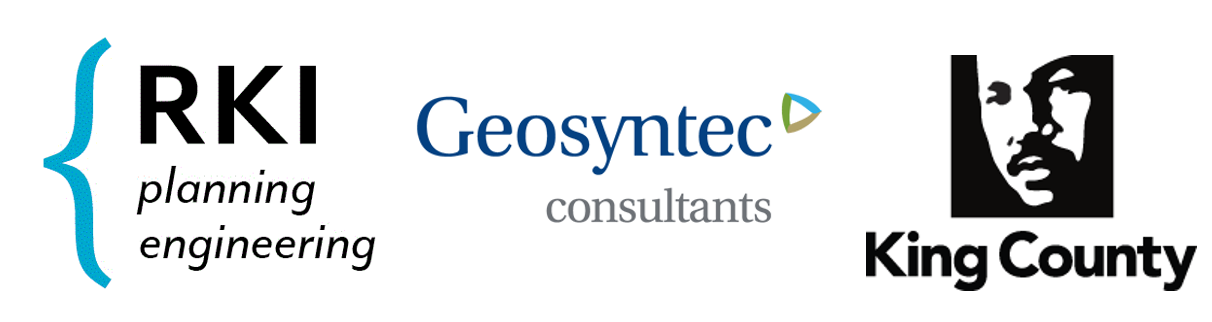 RKI
planning
engineering
Geosyntec
consultants
King County